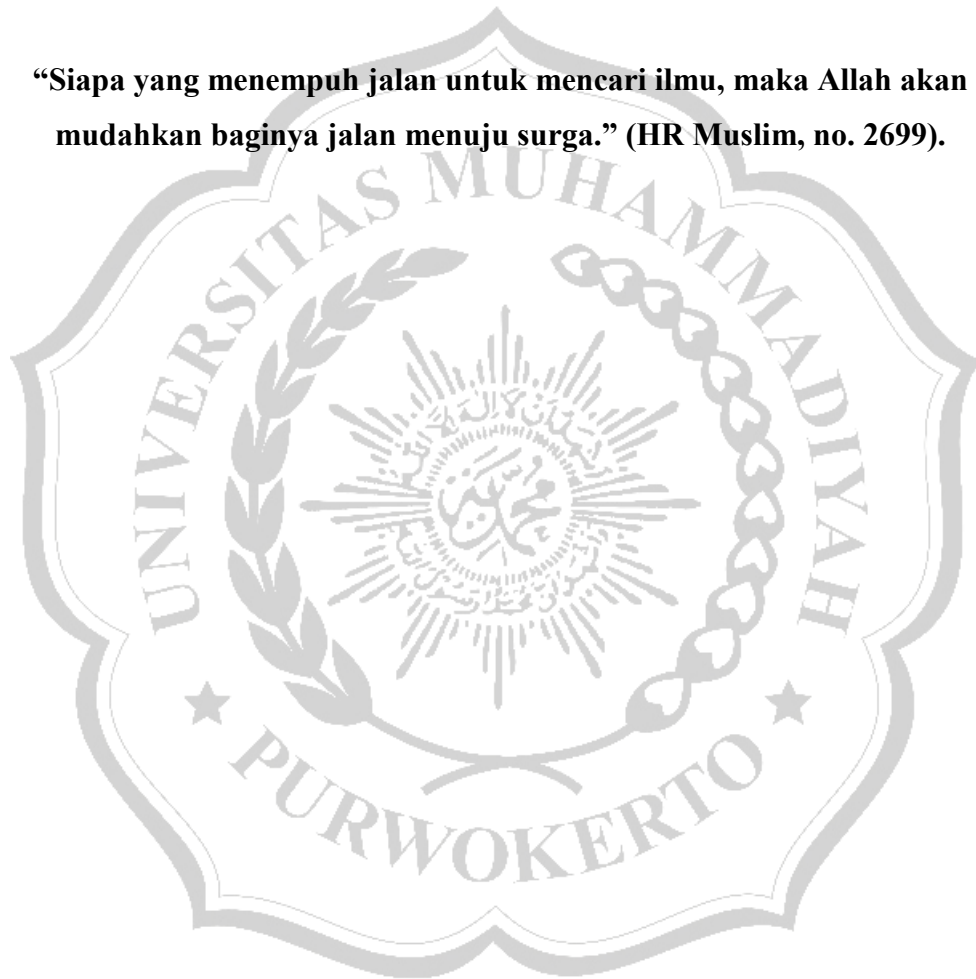 “Siapa yang menempuh jalan untuk mencari ilmu, maka Allah akan
mudahkan baginya jalan menuju surga.” (HR Muslim, no. 2699).
UNIVERSITAS MUHAMMADIYAH
PURWOKERTO